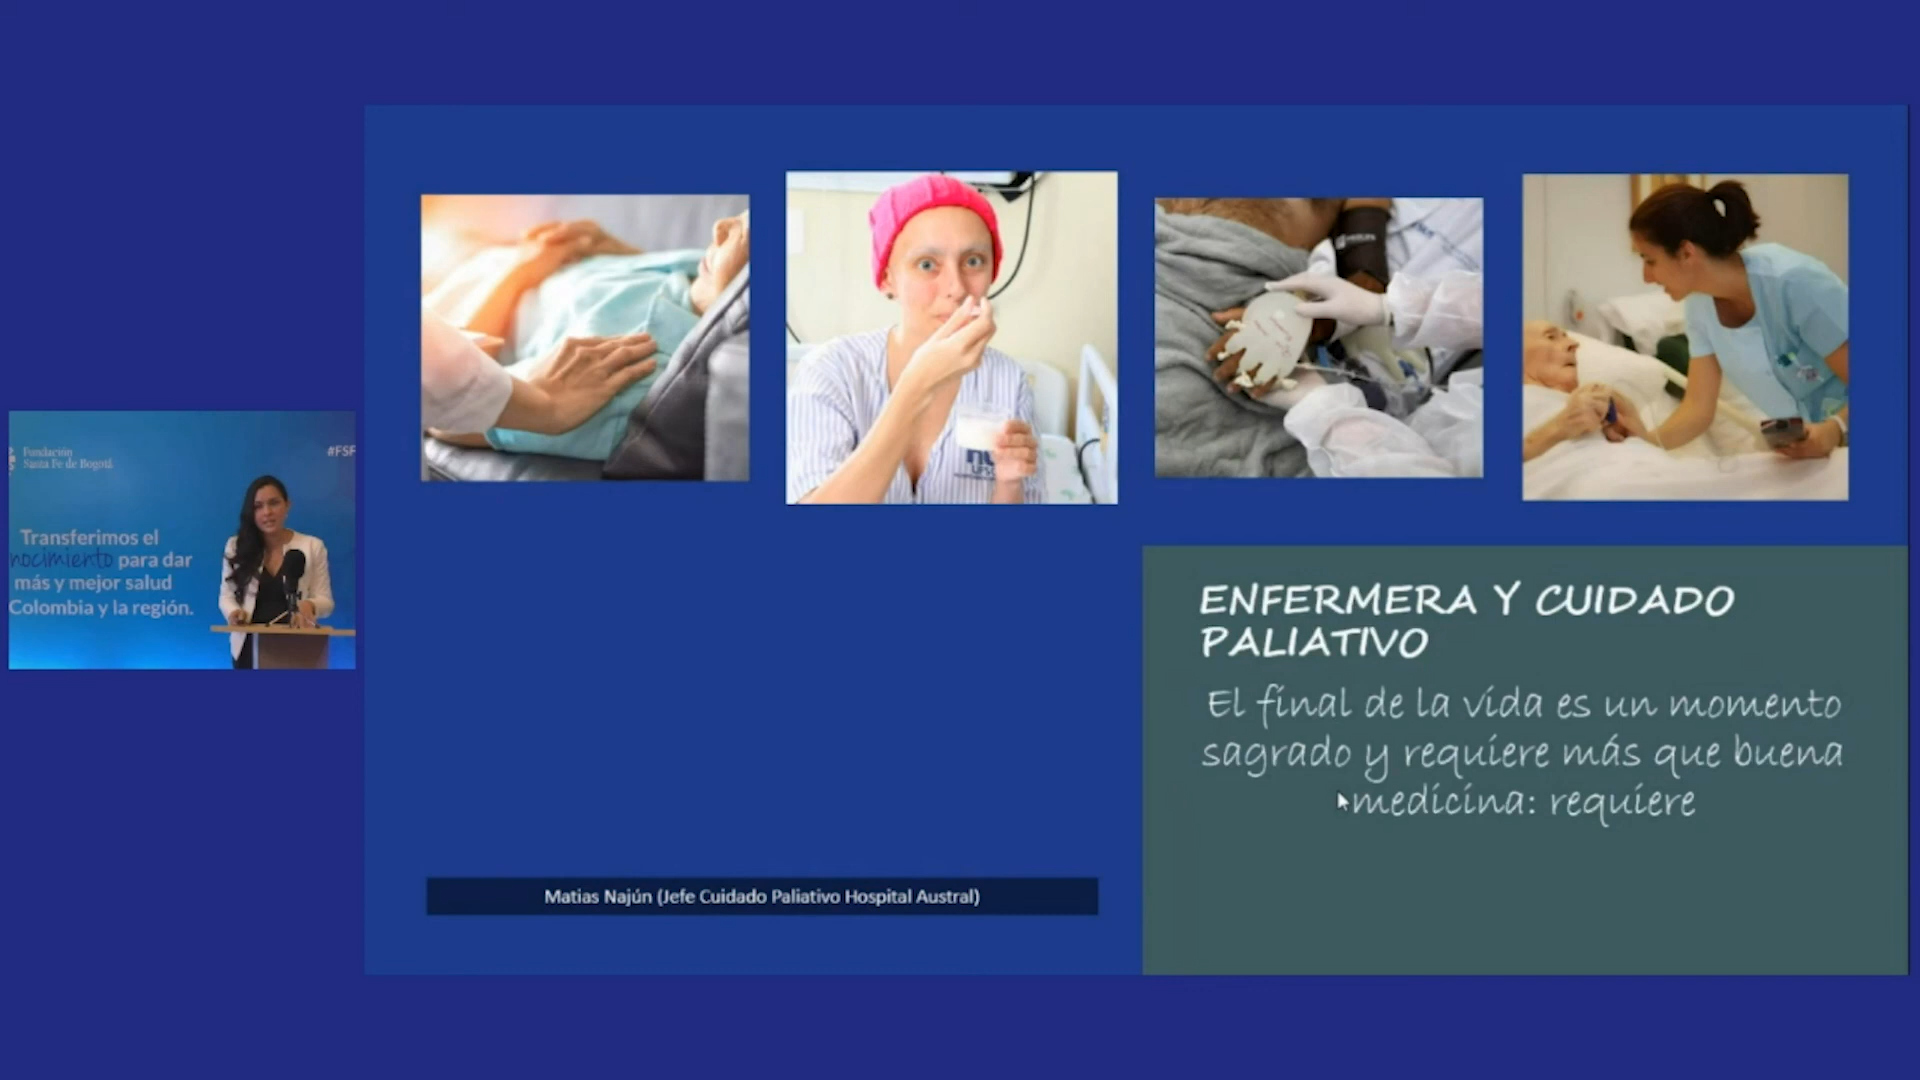 Fundación
Santa Fe de Bogotá
#FSF
Transferimos el
nocimiento para dar
más y mejor salud
Colombia y la región.
ENFERMERA Y CUIDADO
PALIATIVO
El final de la vida es un momento
sagrado y requiere más que buena
medicina: requiere
Matias Najún (Jefe Cuidado Paliativo Hospital Austral)